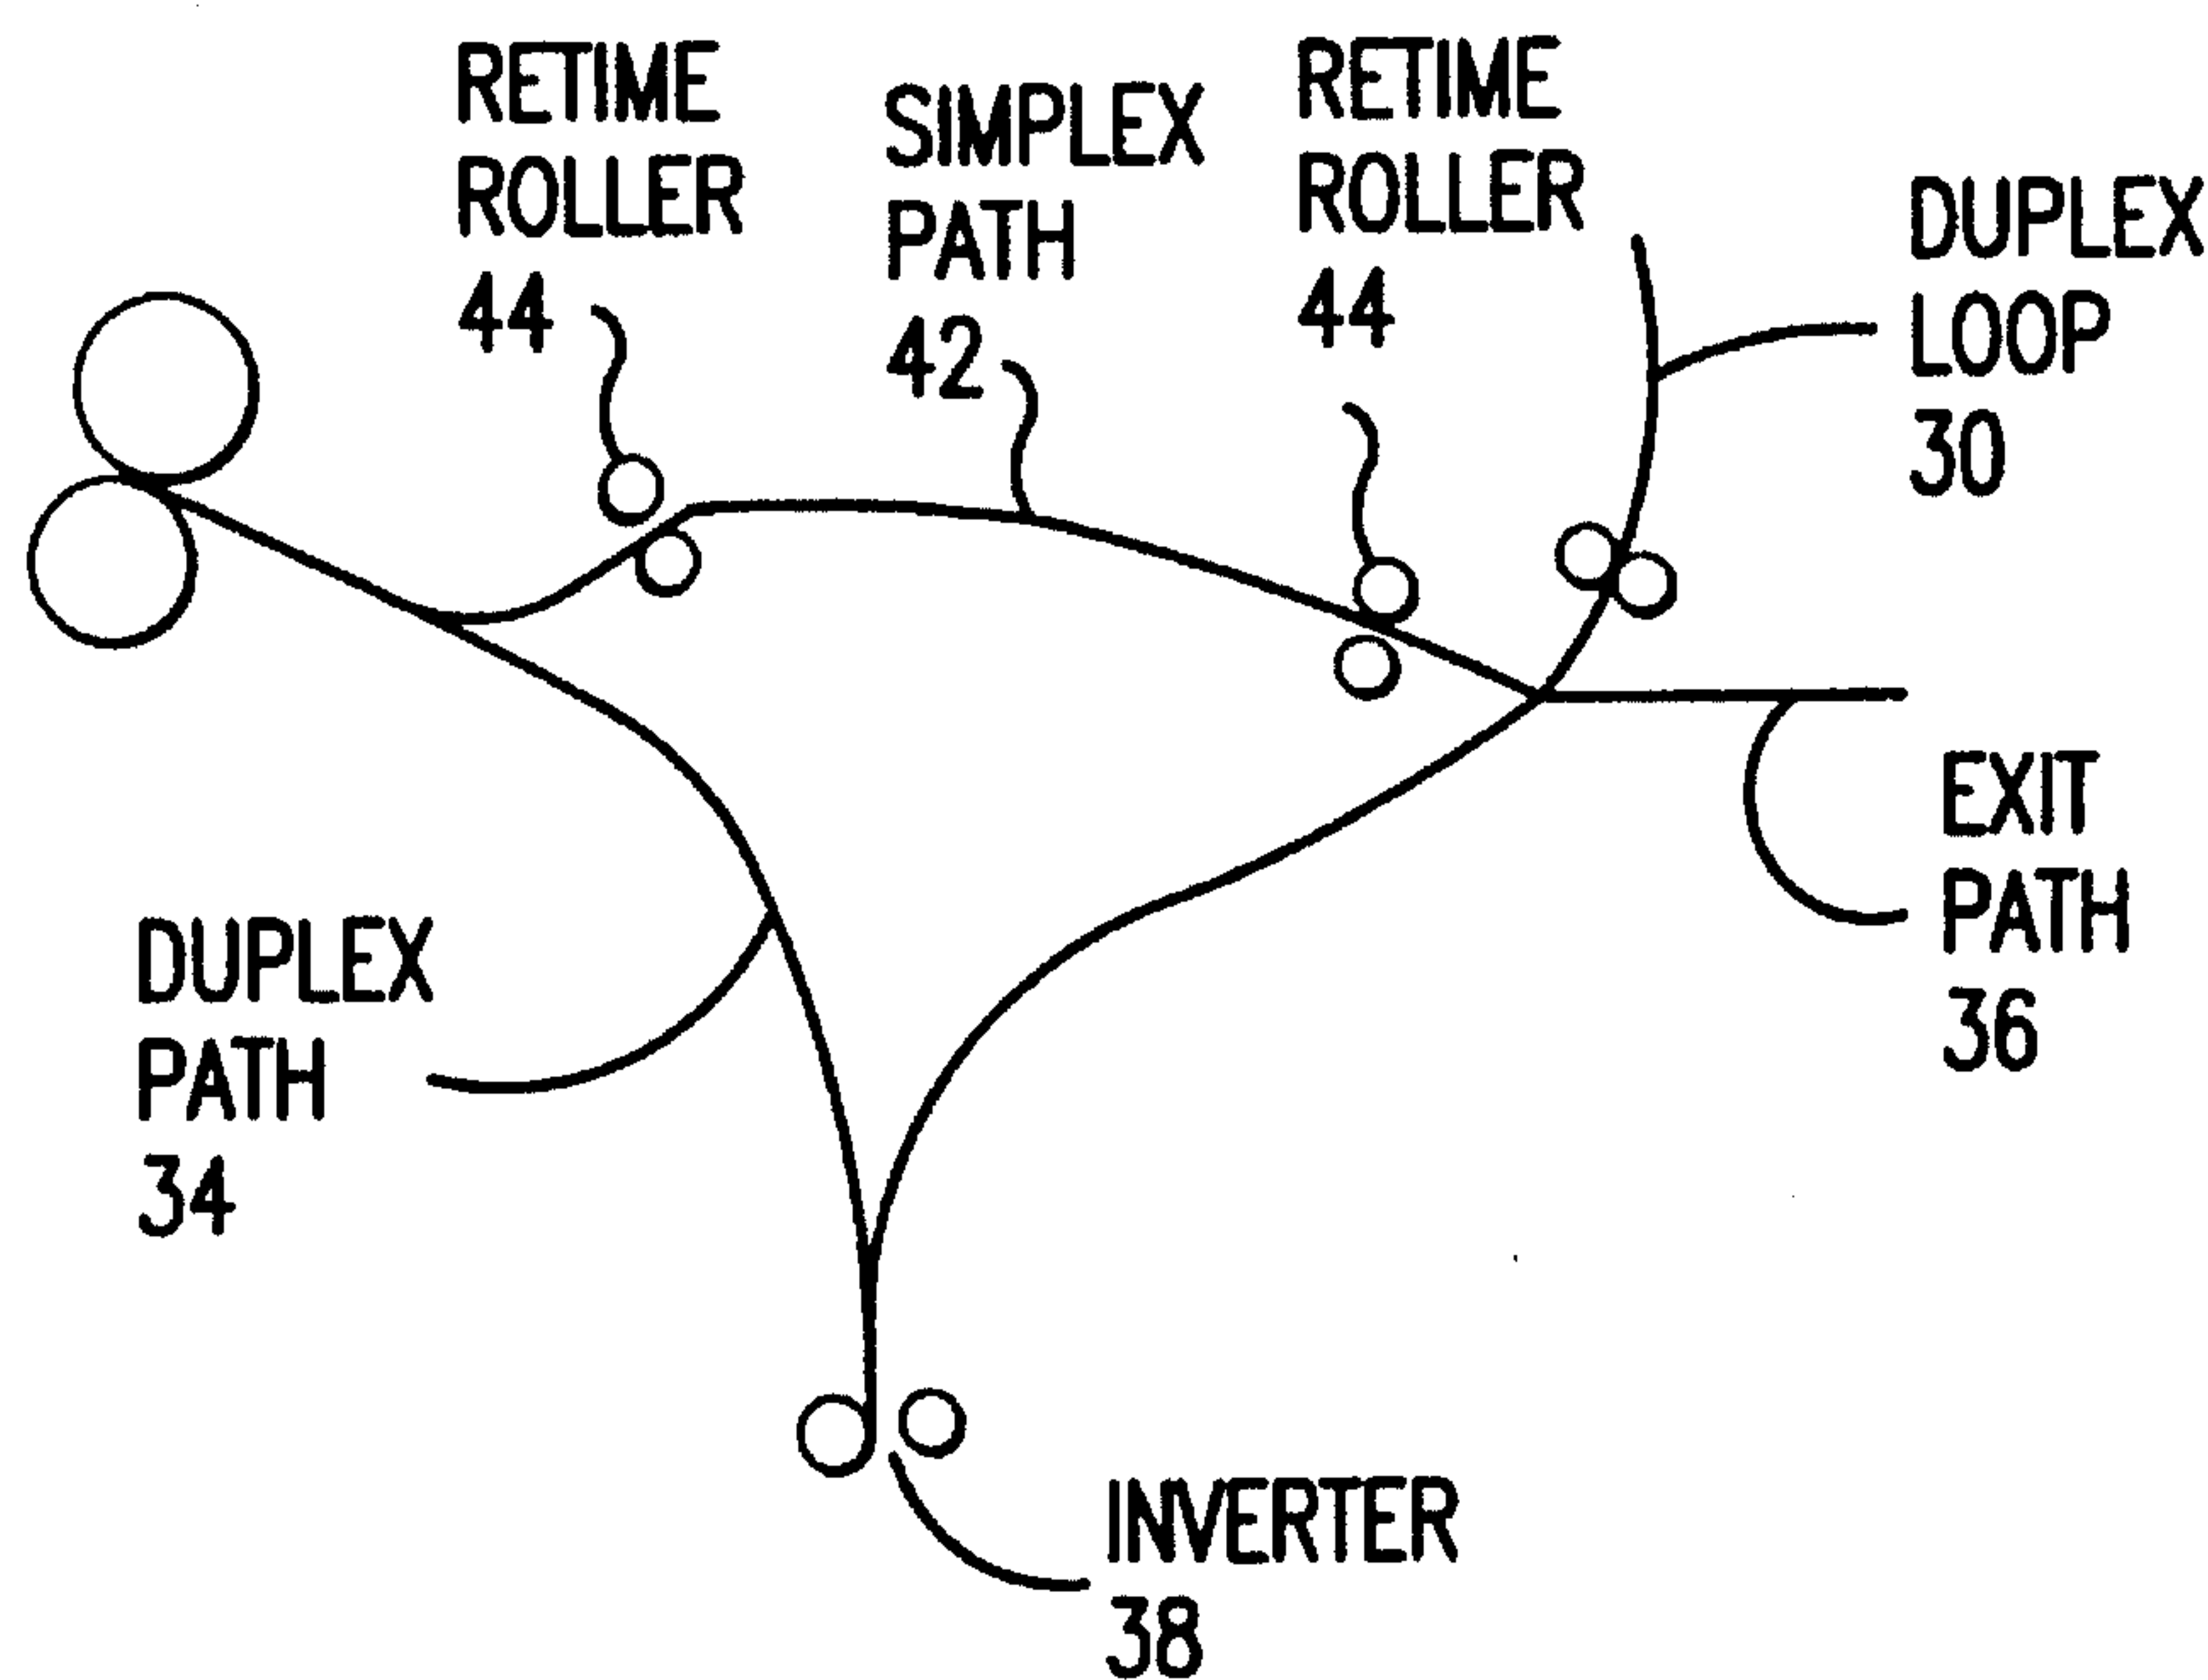 RETIME
ROLLER
44
SIMPLEX
PATH
42
RETIME
ROLLER
44
DUPLEX
LOOP
30
EXIT
PATH
36
DUPLEX
PATH
34
INVERTER
38